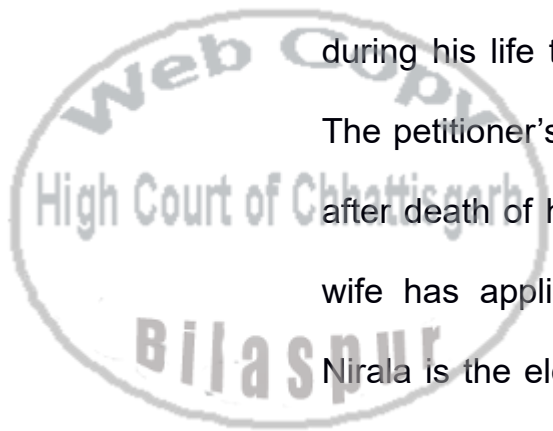 Web Copy
during his life
The petitioner's
High Court of Chhattisgarh
after death of
wife has appli
Bilaspur
Nirala is the el